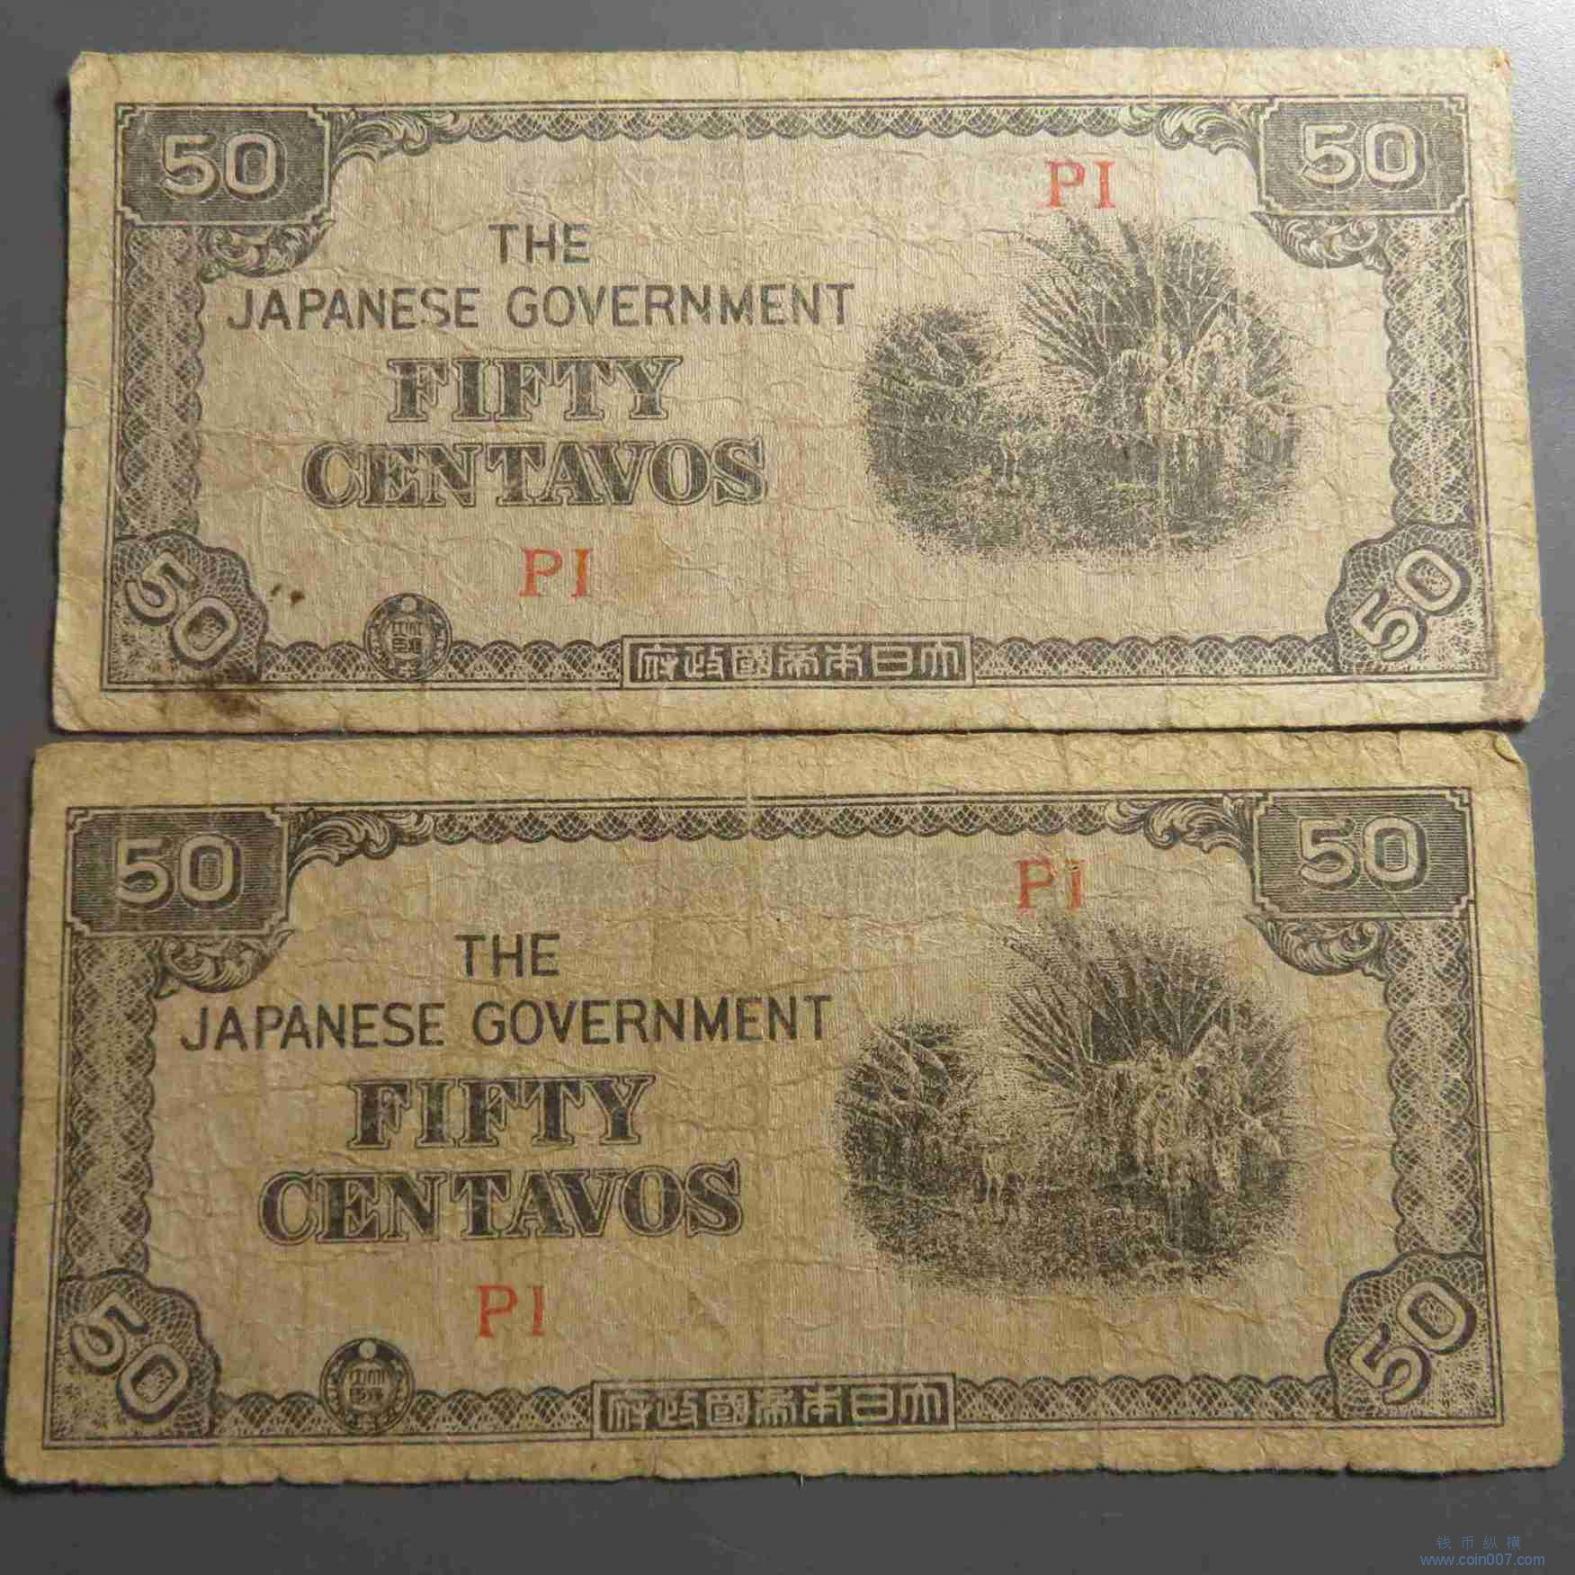 50 50
PI
THE
JAPANESE GOVERNMENT
FIFTY
CENTAVOS
PI
50 50
府政國帝本日大
50 50
PI
THE
JAPANESE GOVERNMENT
FIFTY
CENTAVOS
PI
50 50
府政國帝本日大
钱币纵横
www.coin007.com